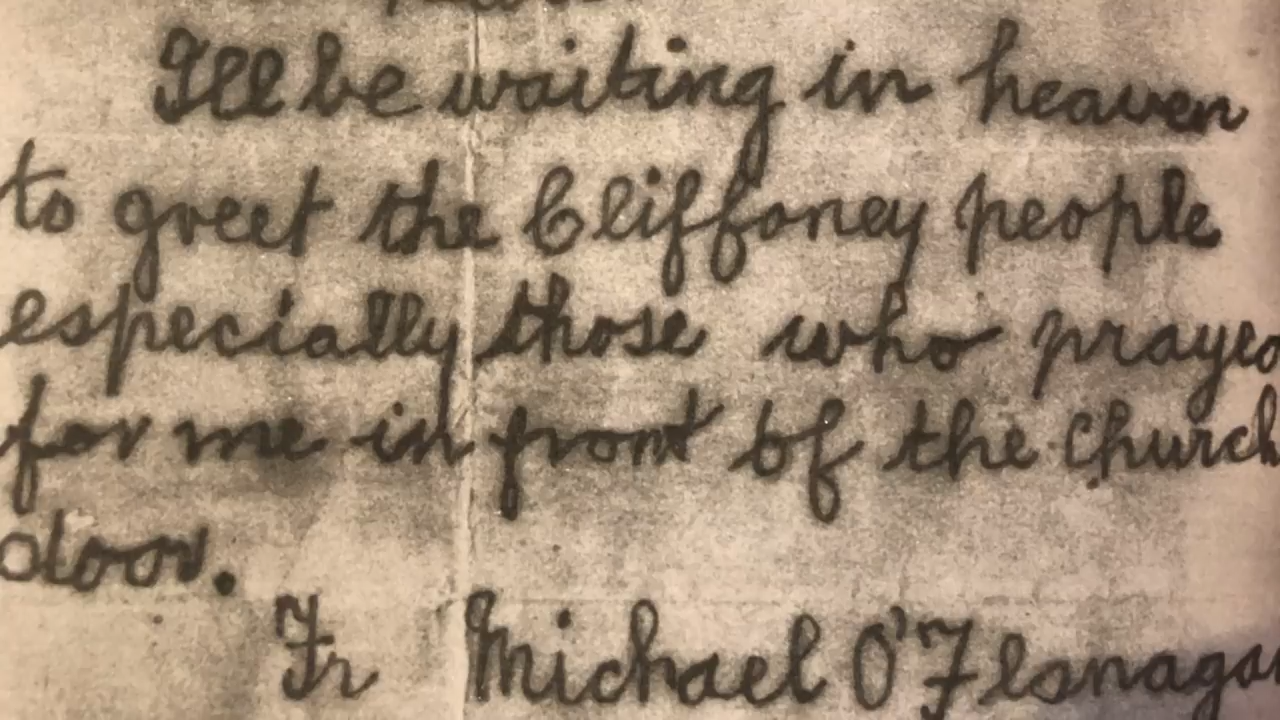 I'll be waiting in heaven
to greet the Cliffoney people
especially those who prayed
for me in front of the Church
door.
Fr Michael O'Flanagan